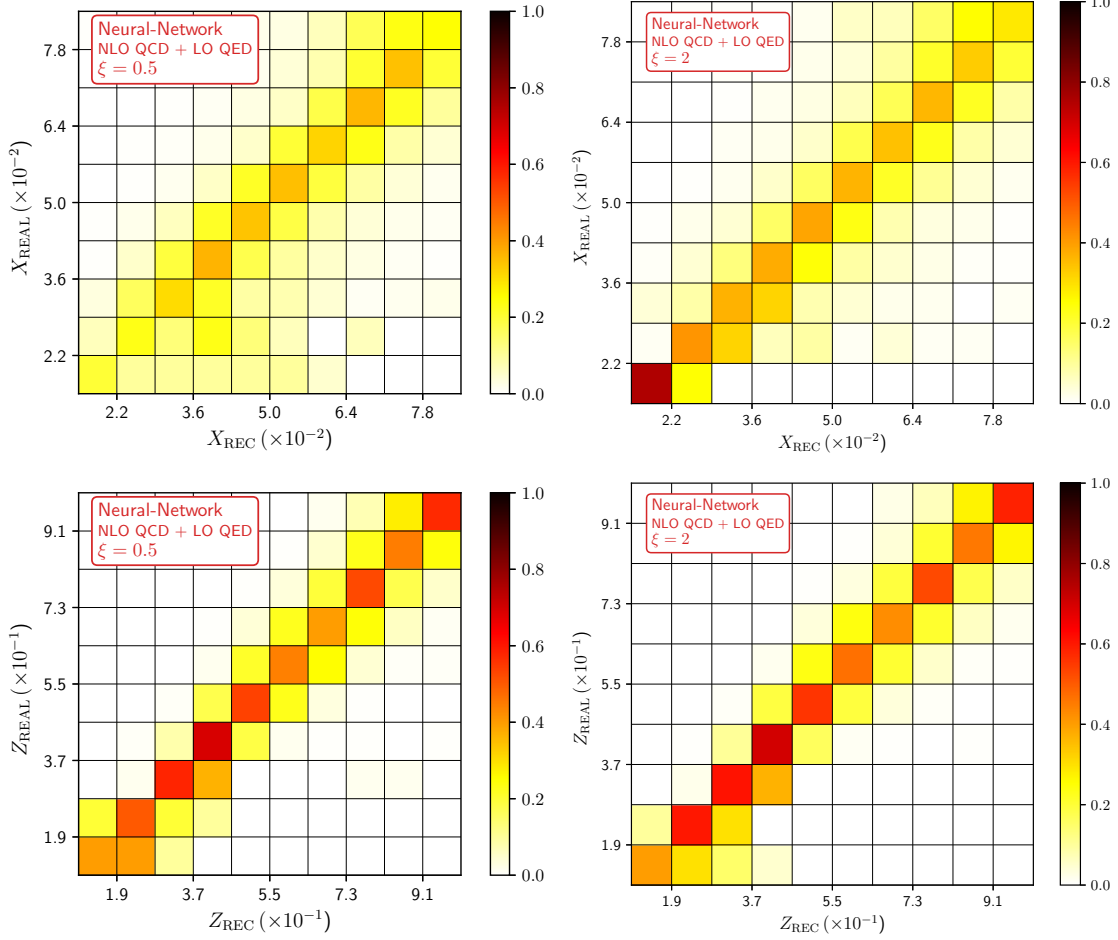 Neural-Network
NLO QCD + LO QED
ξ = 0.5
7.8
6.4
5.0
3.6
2.2
X_REAL (×10⁻²)
2.2 3.6 5.0 6.4 7.8
X_REC (×10⁻²)
1.0
0.8
0.6
0.4
0.2
0.0
Neural-Network
NLO QCD + LO QED
ξ = 2
7.8
6.4
5.0
3.6
2.2
X_REAL (×10⁻²)
2.2 3.6 5.0 6.4 7.8
X_REC (×10⁻²)
1.0
0.8
0.6
0.4
0.2
0.0
Neural-Network
NLO QCD + LO QED
ξ = 0.5
9.1
7.3
5.5
3.7
1.9
Z_REAL (×10⁻¹)
1.9 3.7 5.5 7.3 9.1
Z_REC (×10⁻¹)
1.0
0.8
0.6
0.4
0.2
0.0
Neural-Network
NLO QCD + LO QED
ξ = 2
9.1
7.3
5.5
3.7
1.9
Z_REAL (×10⁻¹)
1.9 3.7 5.5 7.3 9.1
Z_REC (×10⁻¹)
1.0
0.8
0.6
0.4
0.2
0.0